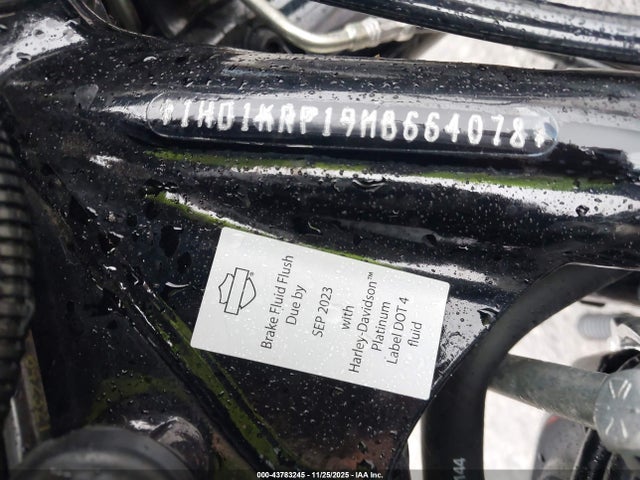 1HD1KRP19MB664078
Brake Fluid Flush
Due by
SEP 2023
with
Harley-Davidson™
Platinum
Label DOT 4
fluid
144
000-43783245 - 11/25/2025 - IAA Inc.